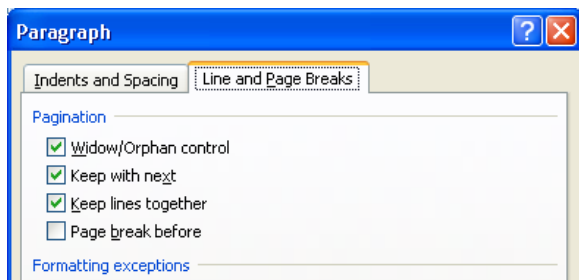 Paragraph
Indents and Spacing Line and Page Breaks
Pagination
Widow/Orphan control
Keep with next
Keep lines together
Page break before
Formatting exceptions